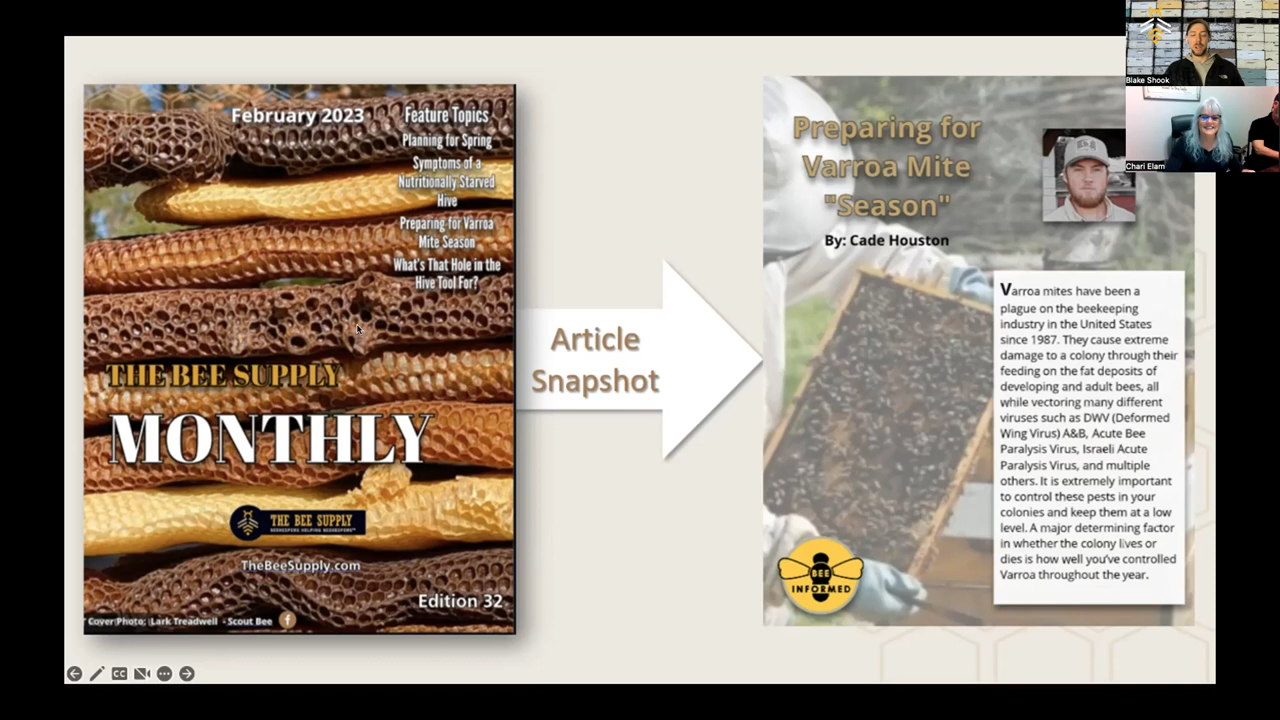 February 2023
Feature Topics
Planning for Spring
Symptoms of a
Nutritionally Starved
Hive
Preparing for Varroa
Mite Season
What's That Hole in the
Hive Tool For?
THE BEE SUPPLY
MONTHLY
THE BEE SUPPLY
BEEKEEPERS HELPING BEEKEEPERS
TheBeeSupply.com
Edition 32
Cover Photo: Lark Treadwell - Scout Bee
f
Article
Snapshot
Preparing for
Varroa Mite
"Season"
By: Cade Houston
Varroa mites have been a
plague on the beekeeping
industry in the United States
since 1987. They cause extreme
damage to a colony through their
feeding on the fat deposits of
developing and adult bees, all
while vectoring many different
viruses such as DWV (Deformed
Wing Virus) A&B, Acute Bee
Paralysis Virus, Israeli Acute
Paralysis Virus, and multiple
others. It is extremely important
to control these pests in your
colonies and keep them at a low
level. A major determining factor
in whether the colony lives or
dies is how well you've controlled
Varroa throughout the year.
BEE
INFORMED
Blake Shook
Chari Elam
CC